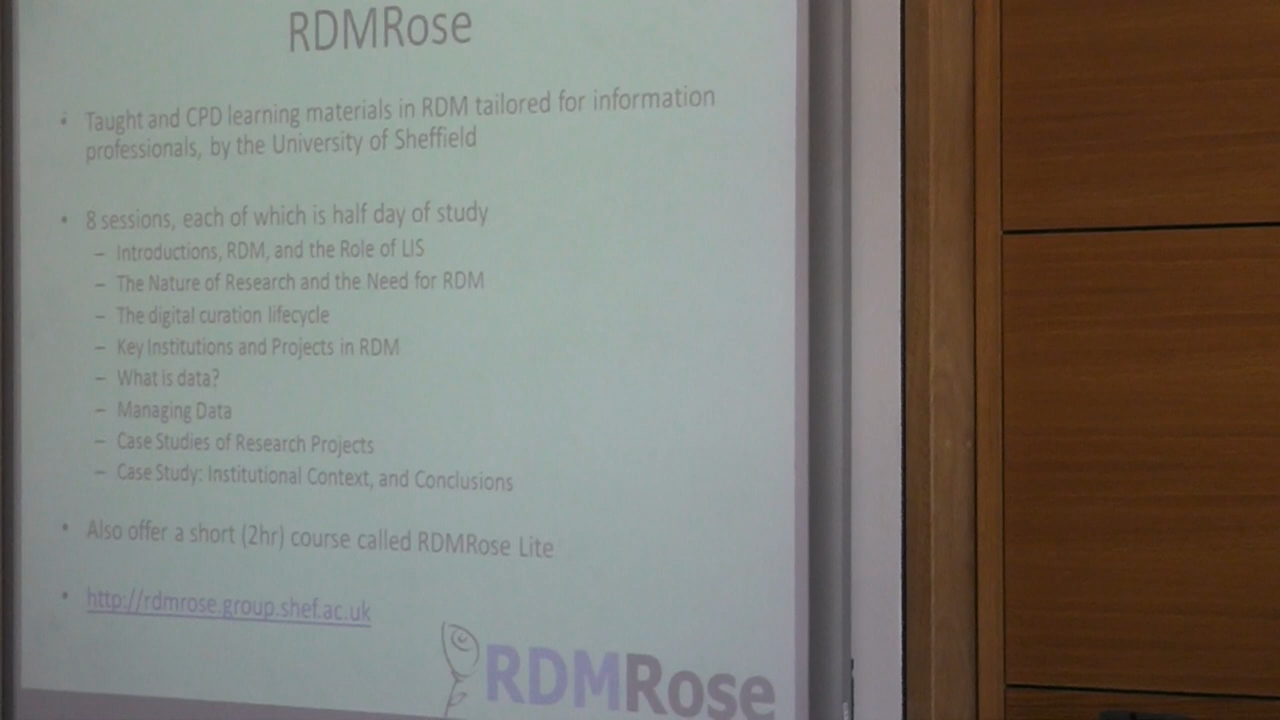 RDMRose
• Taught and CPD learning materials in RDM tailored for information
professionals, by the University of Sheffield
• 8 sessions, each of which is half day of study
– Introductions, RDM, and the Role of LIS
– The Nature of Research and the Need for RDM
– The digital curation lifecycle
– Key Institutions and Projects in RDM
– What is data?
– Managing Data
– Case Studies of Research Projects
– Case Study: Institutional Context, and Conclusions
• Also offer a short (2hr) course called RDMRose Lite
• http://rdmrose.group.shef.ac.uk
RDMRose